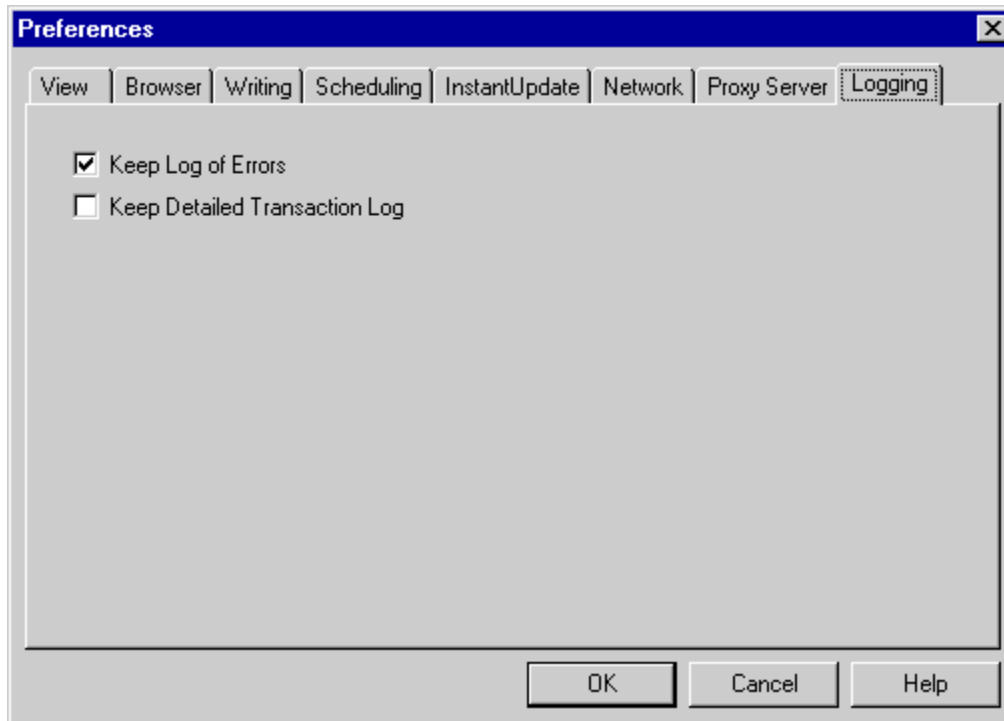 Preferences
View Browser Writing Scheduling InstantUpdate Network Proxy Server Logging
Keep Log of Errors
Keep Detailed Transaction Log
OK Cancel Help